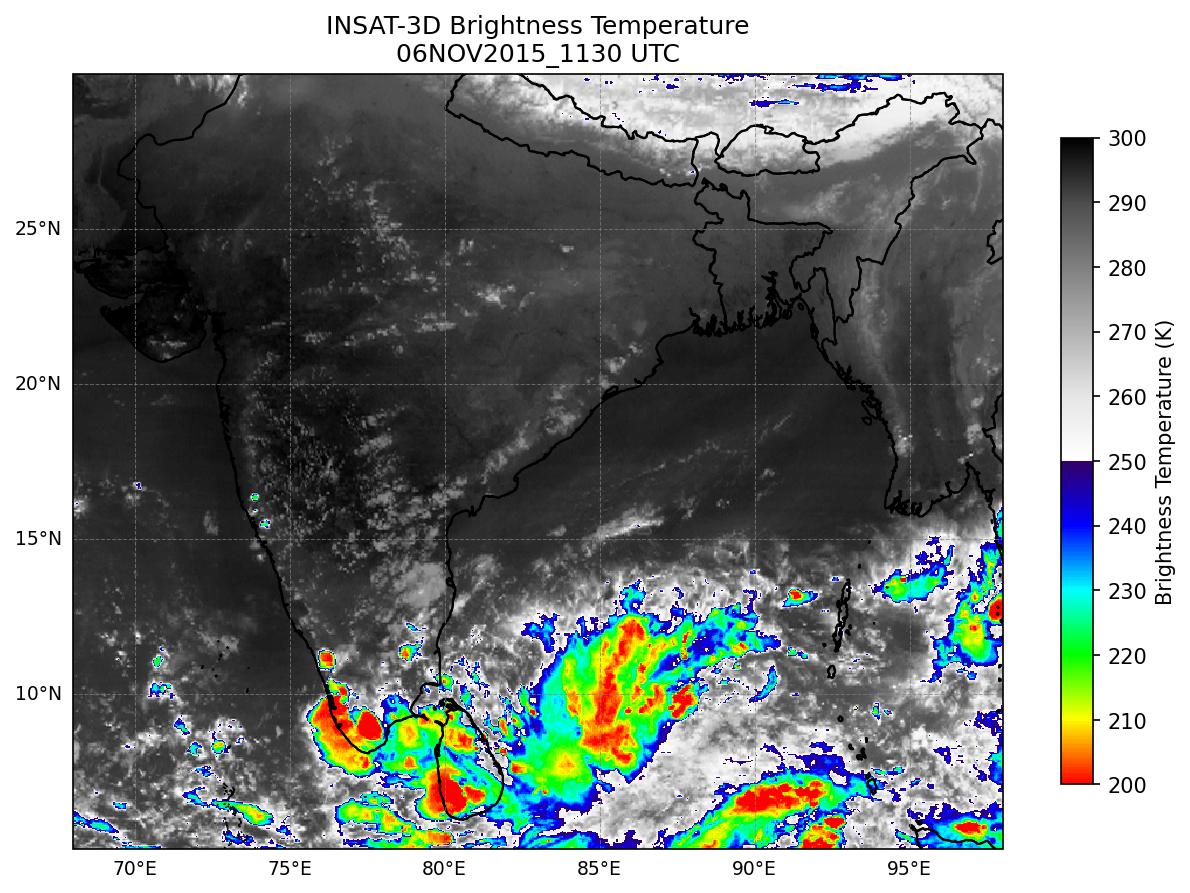 INSAT-3D Brightness Temperature
06NOV2015_1130 UTC
25°N
20°N
15°N
10°N
70°E
75°E
80°E
85°E
90°E
95°E
300
290
280
270
260
250
240
230
220
210
200
Brightness Temperature (K)